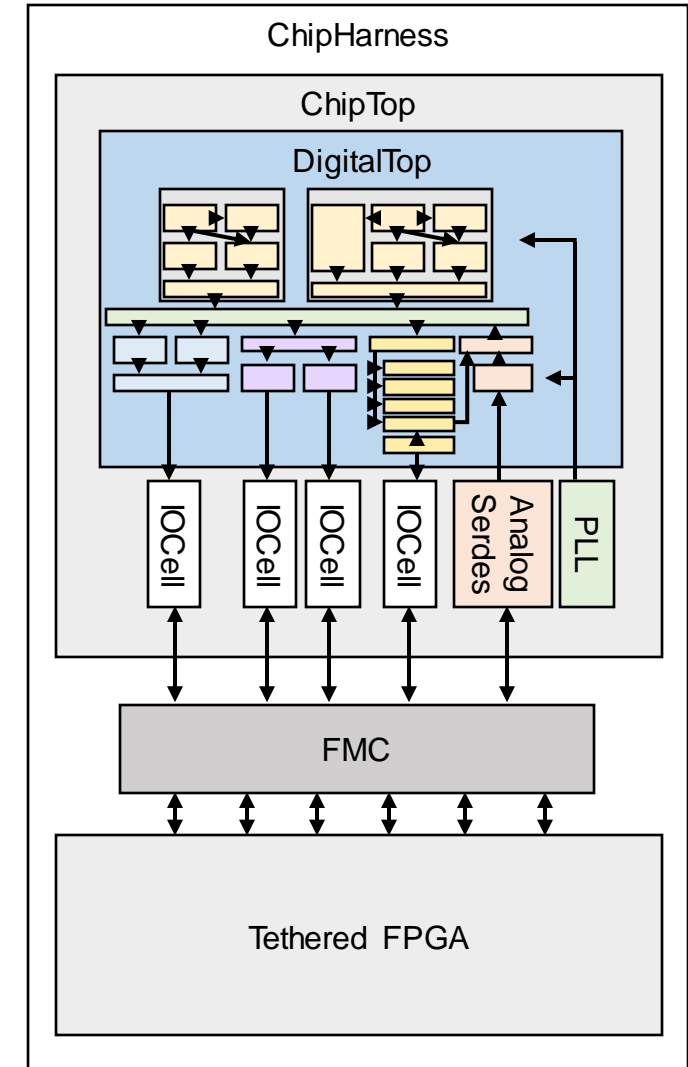 ChipHarness
ChipTop
DigitalTop
IOCell
IOCell
IOCell
IOCell
Analog
Serdes
PLL
FMC
Tethered FPGA